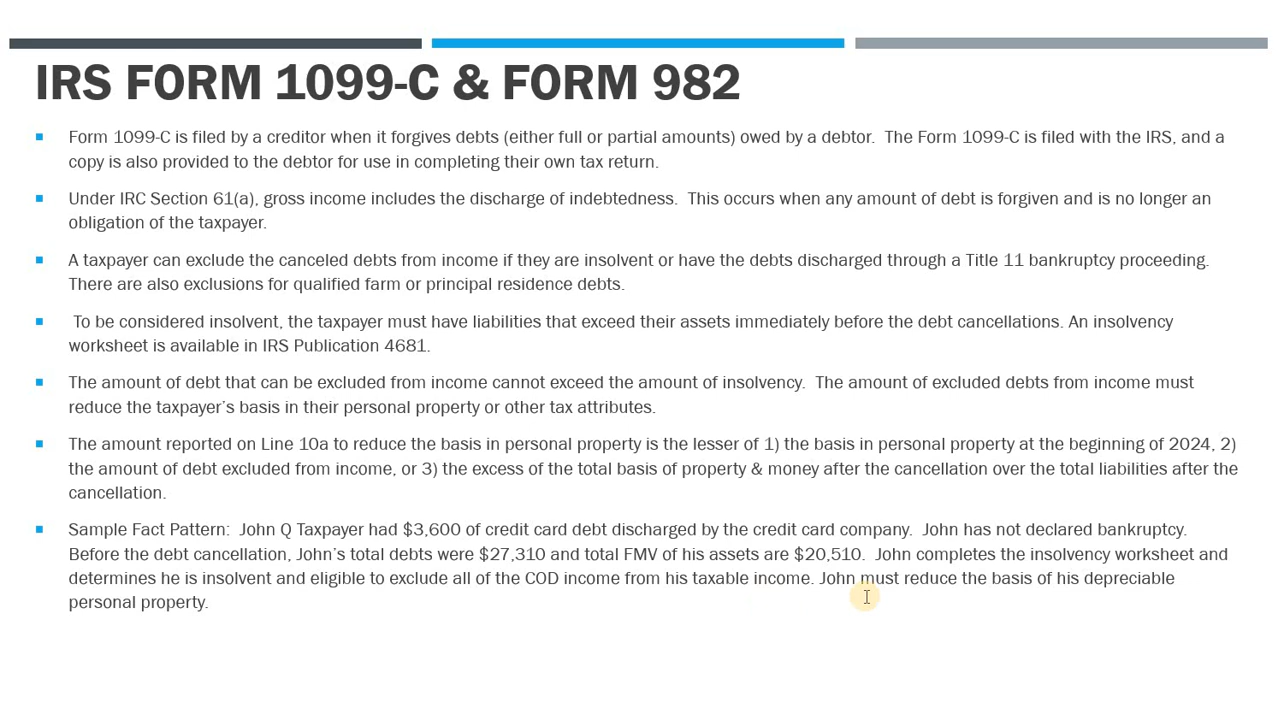 IRS FORM 1099-C & FORM 982
Form 1099-C is filed by a creditor when it forgives debts (either full or partial amounts) owed by a debtor.  The Form 1099-C is filed with the IRS, and a
copy is also provided to the debtor for use in completing their own tax return.
Under IRC Section 61(a), gross income includes the discharge of indebtedness.  This occurs when any amount of debt is forgiven and is no longer an
obligation of the taxpayer.
A taxpayer can exclude the canceled debts from income if they are insolvent or have the debts discharged through a Title 11 bankruptcy proceeding.
There are also exclusions for qualified farm or principal residence debts.
To be considered insolvent, the taxpayer must have liabilities that exceed their assets immediately before the debt cancellations. An insolvency
worksheet is available in IRS Publication 4681.
The amount of debt that can be excluded from income cannot exceed the amount of insolvency.  The amount of excluded debts from income must
reduce the taxpayer's basis in their personal property or other tax attributes.
The amount reported on Line 10a to reduce the basis in personal property is the lesser of 1) the basis in personal property at the beginning of 2024, 2)
the amount of debt excluded from income, or 3) the excess of the total basis of property & money after the cancellation over the total liabilities after the
cancellation.
Sample Fact Pattern:  John Q Taxpayer had $3,600 of credit card debt discharged by the credit card company.  John has not declared bankruptcy.
Before the debt cancellation, John's total debts were $27,310 and total FMV of his assets are $20,510.  John completes the insolvency worksheet and
determines he is insolvent and eligible to exclude all of the COD income from his taxable income. John must reduce the basis of his depreciable
personal property.